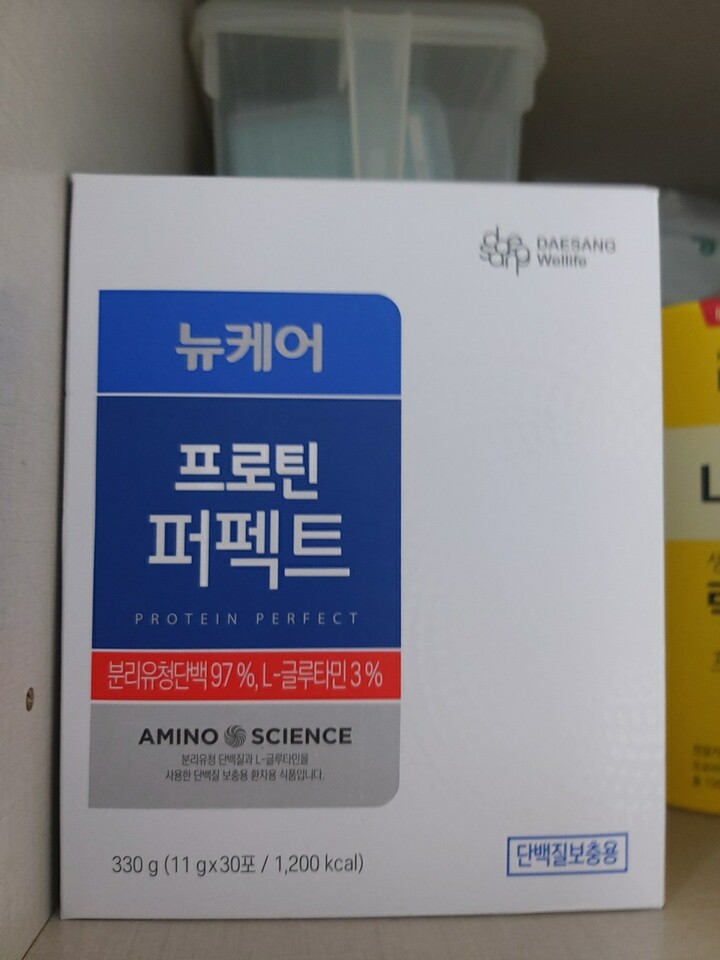 daesang
DAESANG
Wellife
뉴케어
프로틴
퍼펙트
PROTEIN PERFECT
분리유청단백 97 %, L-글루타민 3 %
AMINO SCIENCE
분리유청 단백질과 L-글루타민을
사용한 단백질 보충용 환자용 식품입니다.
330 g (11 gx30포 / 1,200 kcal)
단백질보충용
L